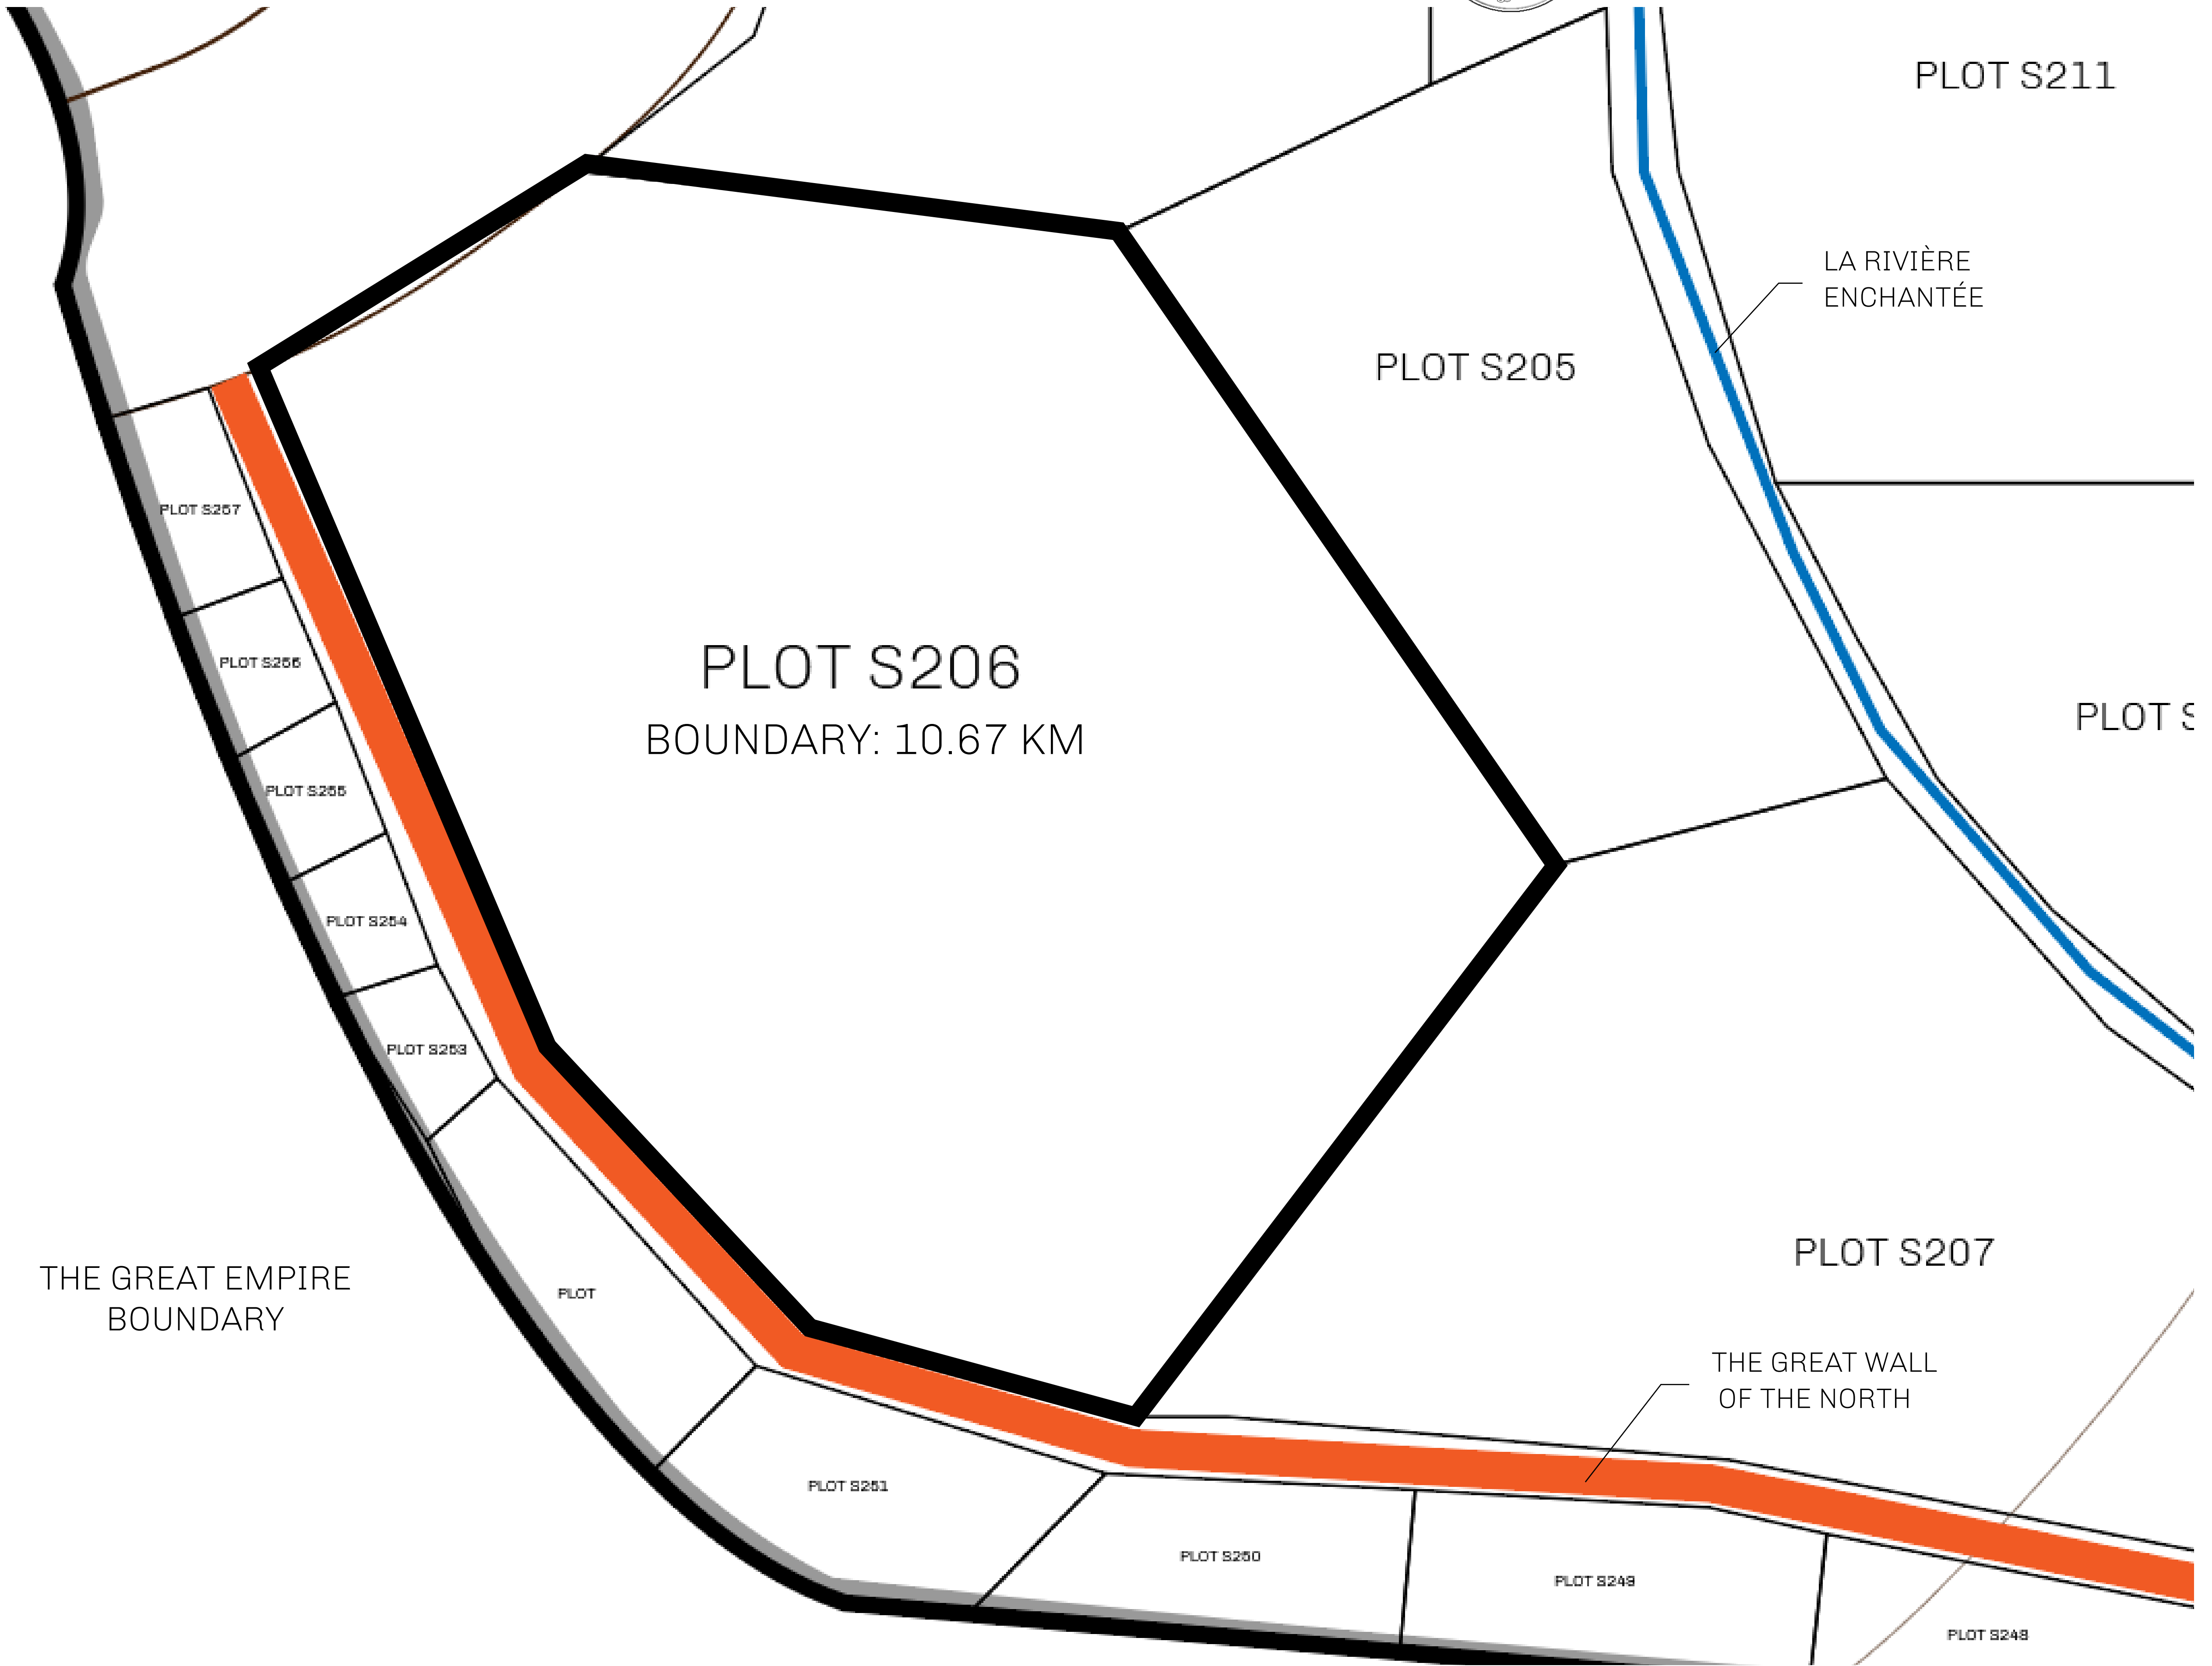 PLOT S211
LA RIVIÈRE
ENCHANTÉE
PLOT S205
PLOT S257
PLOT S256
PLOT S206
BOUNDARY: 10.67 KM
PLOT S
PLOT S255
PLOT S254
PLOT S253
THE GREAT EMPIRE
BOUNDARY
PLOT
PLOT S207
THE GREAT WALL
OF THE NORTH
PLOT S251
PLOT S250
PLOT S249
PLOT S248